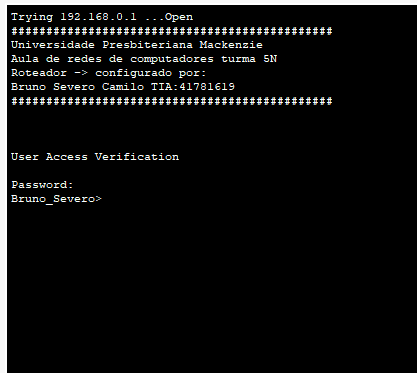 Trying 192.168.0.1 ...Open
##############################################
Universidade Presbiteriana Mackenzie
Aula de redes de computadores turma 5N
Roteador -> configurado por:
Bruno Severo Camilo TIA:41781619
##############################################
User Access Verification
Password:
Bruno_Severo>